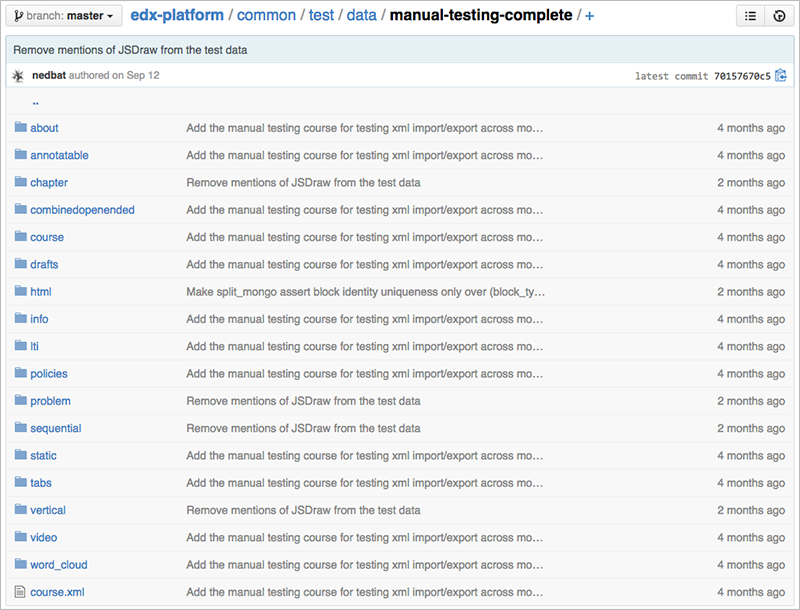 branch: master edx-platform / common / test / data / manual-testing-complete / +
Remove mentions of JSDraw from the test data
nedbat authored on Sep 12 latest commit 70157670c5
..
about Add the manual testing course for testing xml import/export across mo… 4 months ago
annotatable Add the manual testing course for testing xml import/export across mo… 4 months ago
chapter Remove mentions of JSDraw from the test data 2 months ago
combinedopenended Add the manual testing course for testing xml import/export across mo… 4 months ago
course Add the manual testing course for testing xml import/export across mo… 4 months ago
drafts Add the manual testing course for testing xml import/export across mo… 4 months ago
html Make split_mongo assert block identity uniqueness only over (block_ty… 2 months ago
info Add the manual testing course for testing xml import/export across mo… 4 months ago
lti Add the manual testing course for testing xml import/export across mo… 4 months ago
policies Add the manual testing course for testing xml import/export across mo… 4 months ago
problem Remove mentions of JSDraw from the test data 2 months ago
sequential Remove mentions of JSDraw from the test data 2 months ago
static Add the manual testing course for testing xml import/export across mo… 4 months ago
tabs Add the manual testing course for testing xml import/export across mo… 4 months ago
vertical Remove mentions of JSDraw from the test data 2 months ago
video Add the manual testing course for testing xml import/export across mo… 4 months ago
word_cloud Add the manual testing course for testing xml import/export across mo… 4 months ago
course.xml Add the manual testing course for testing xml import/export across mo… 4 months ago